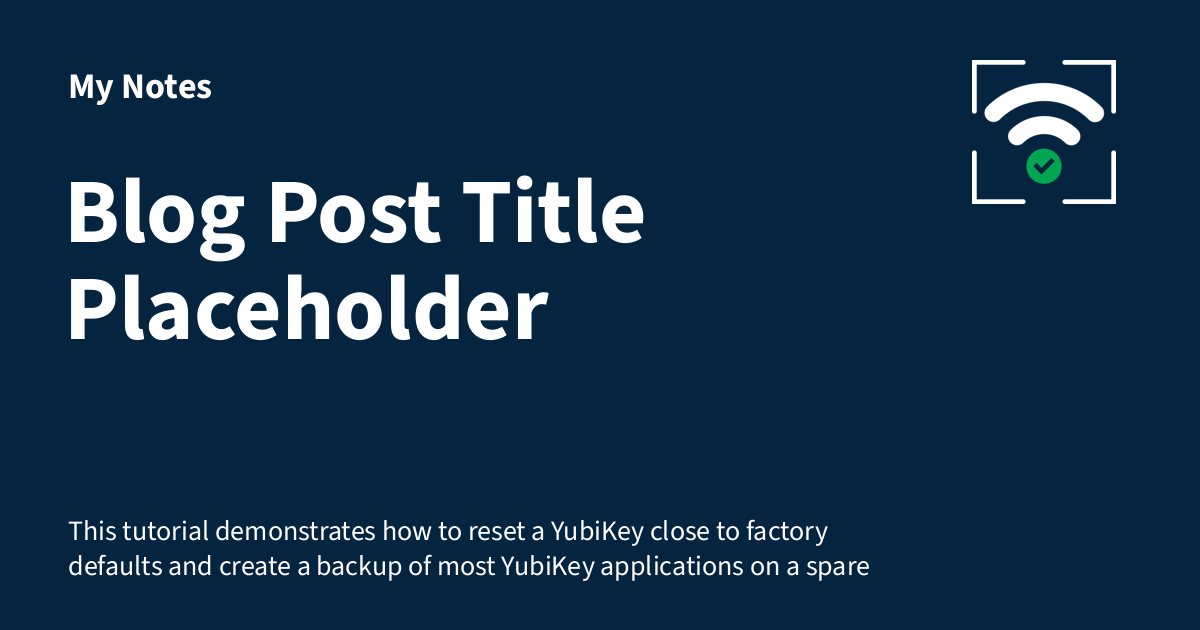 My Notes
Blog Post Title
Placeholder
This tutorial demonstrates how to reset a YubiKey close to factory
defaults and create a backup of most YubiKey applications on a spare